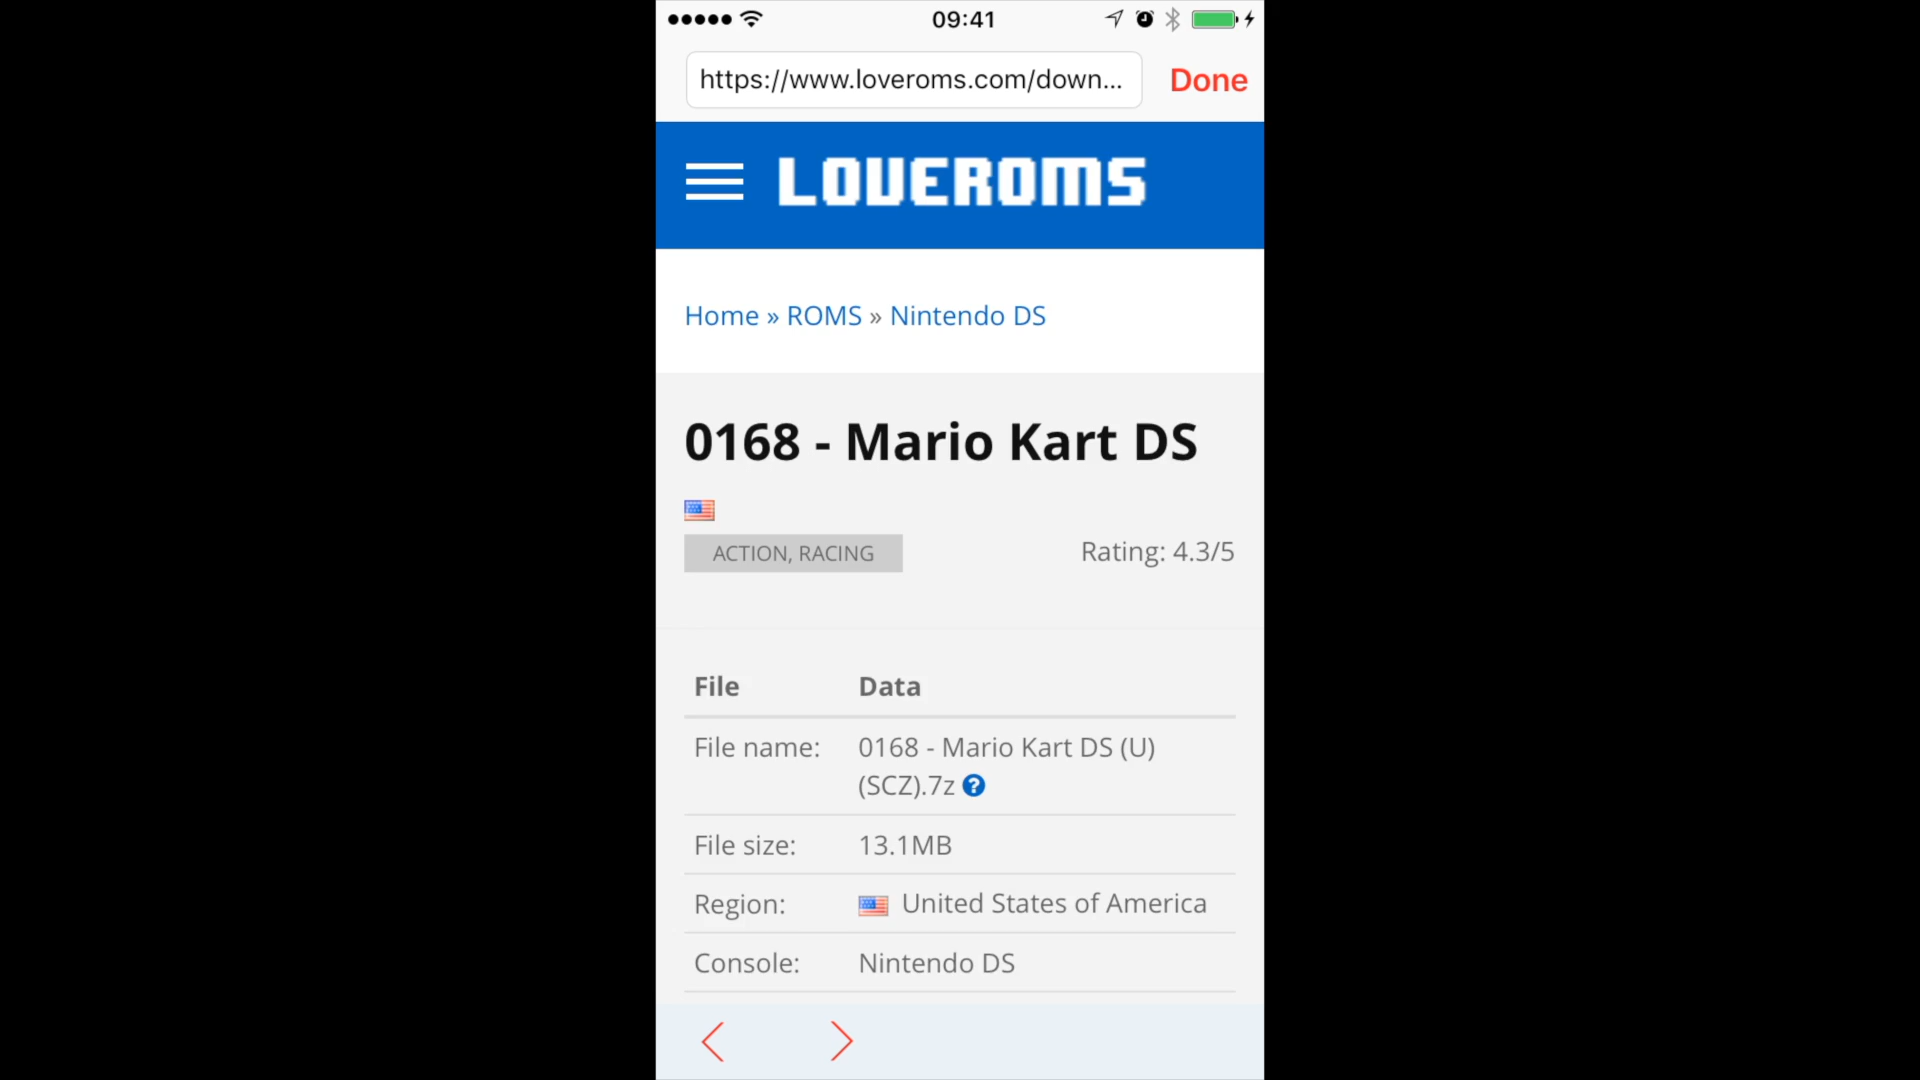 09:41
https://www.loveroms.com/down...
Done
LOVEROMS
Home » ROMS » Nintendo DS
0168 - Mario Kart DS
ACTION, RACING
Rating: 4.3/5
File Data
File name: 0168 - Mario Kart DS (U)
(SCZ).7z ?
File size: 13.1MB
Region: United States of America
Console: Nintendo DS